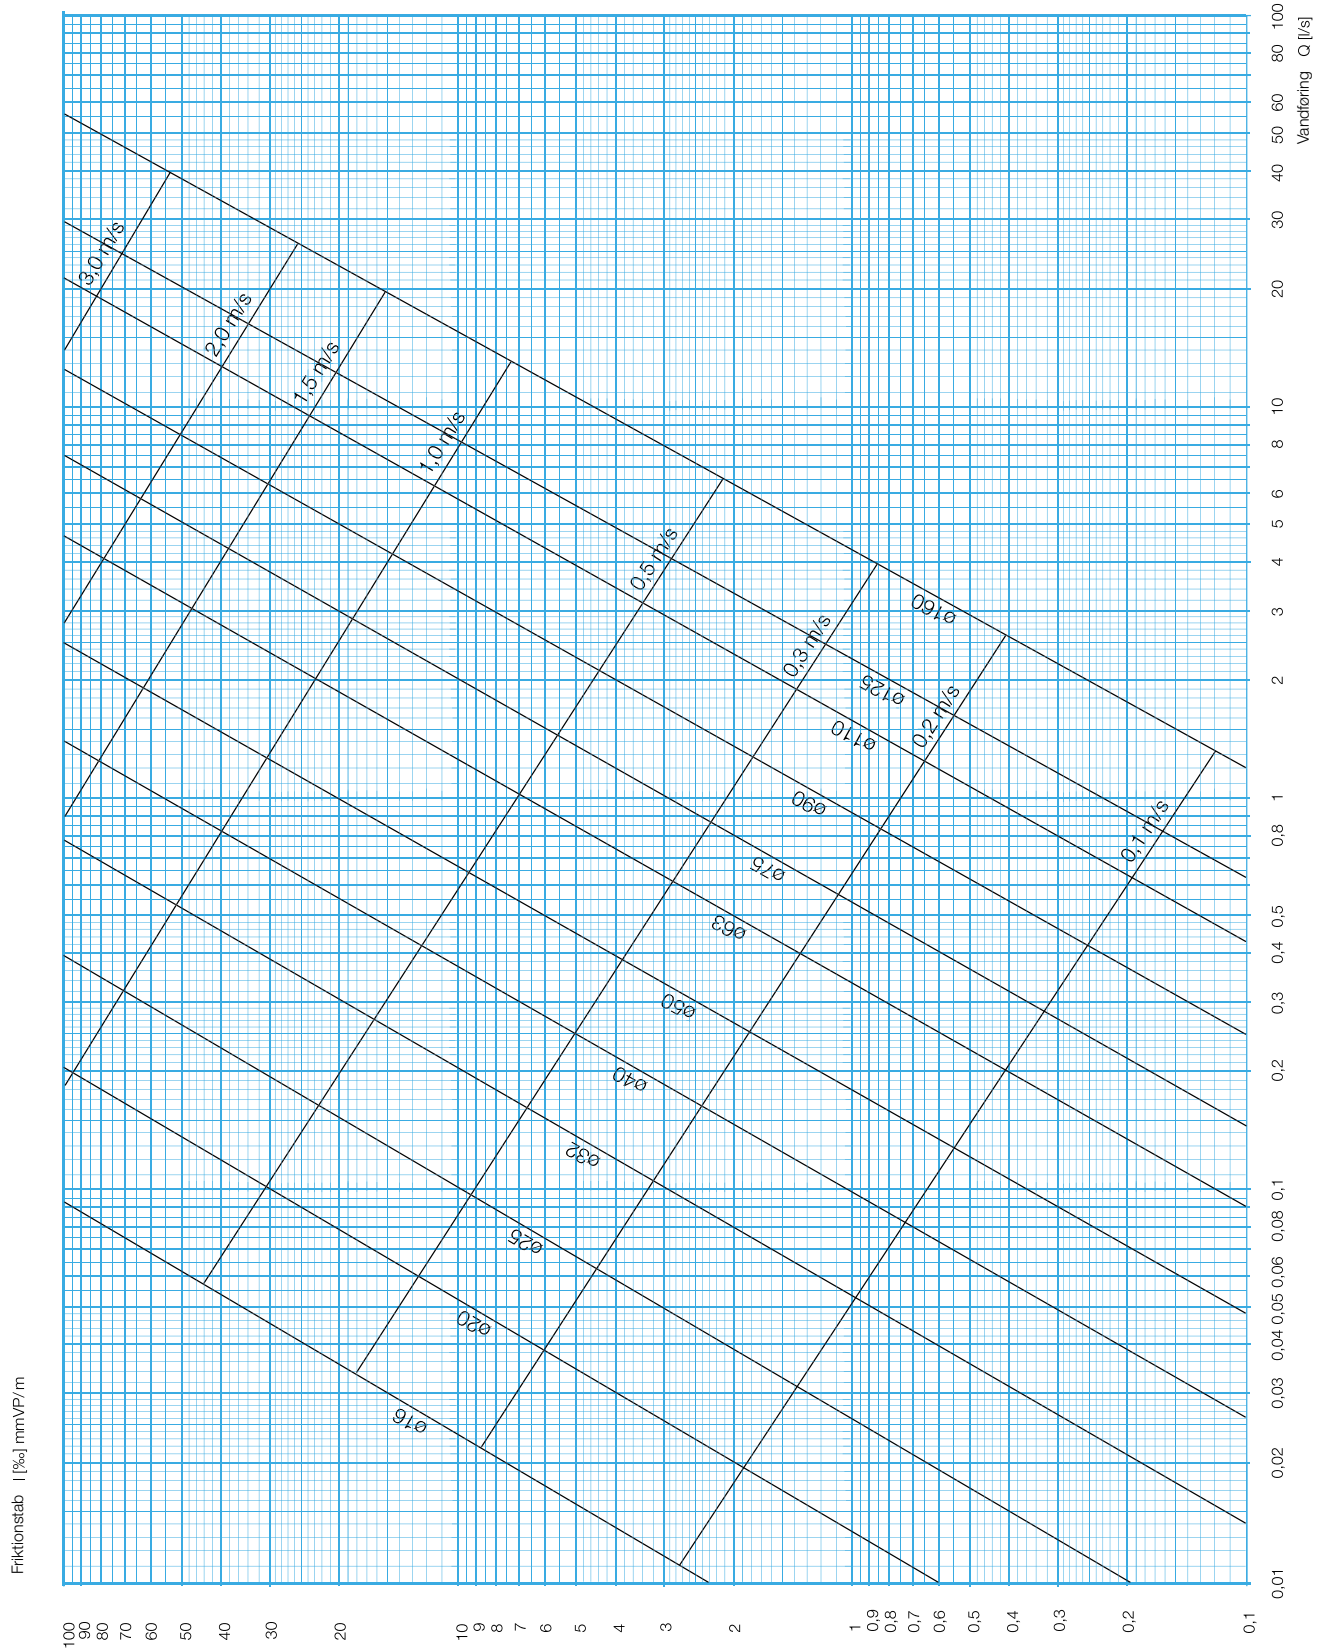 Friktionstab I [‰] mmVP/m
100
90
80
70
60
50
40
30
20
10
9
8
7
6
5
4
3
2
1
0,9
0,8
0,7
0,6
0,5
0,4
0,3
0,2
0,1
Vandføring Q [l/s]
100
80
60
50
40
30
20
10
8
6
5
4
3
2
1
0,8
0,5
0,4
0,3
0,2
0,1
0,08
0,06
0,05
0,04
0,03
0,02
0,01
3,0 m/s
2,0 m/s
1,5 m/s
1,0 m/s
0,5 m/s
0,3 m/s
0,2 m/s
0,1 m/s
ø160
ø125
ø110
ø90
ø75
ø63
ø50
ø40
ø32
ø25
ø20
ø16